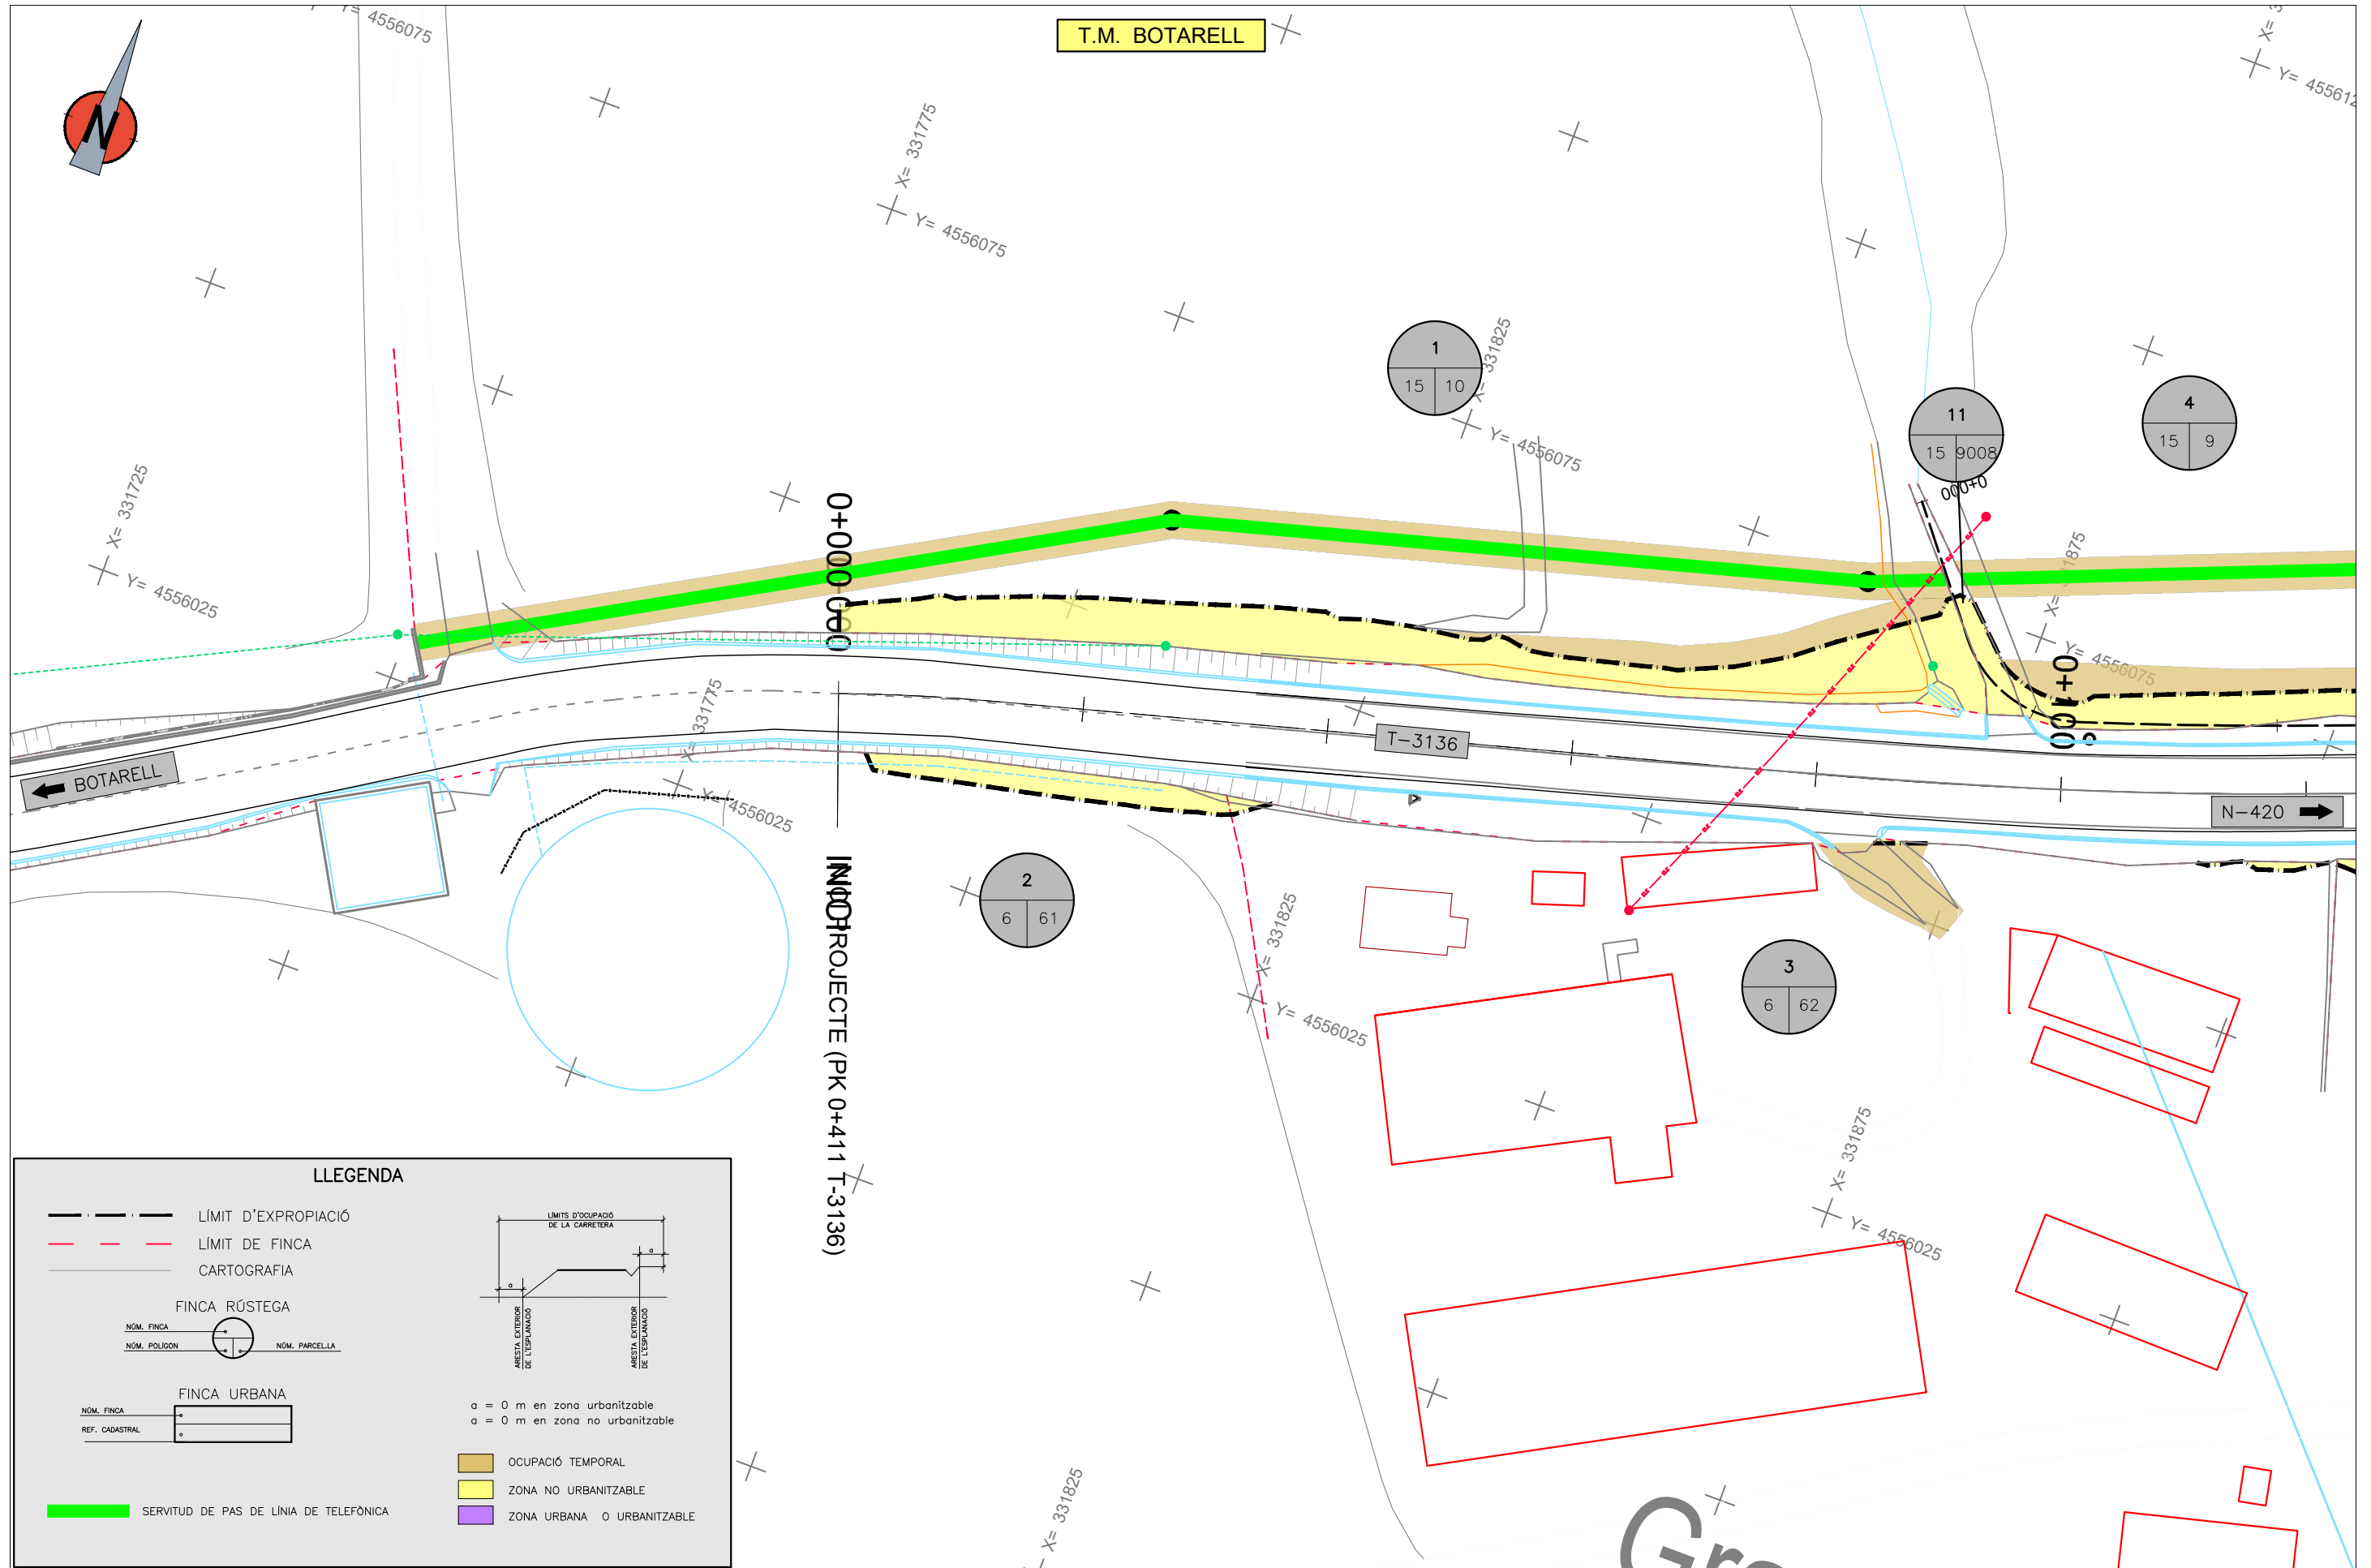 T.M. BOTARELL
N
Y= 4556075
X= 331775
Y= 4556075
X= 331725
Y= 4556025
X= 331825
Y= 4556075
1
15 10
11
15 9008
4
15 9
0+000
X= 331875
Y= 4556075
0+100
T-3136
BOTARELL
N-420
X= 331775
Y= 4556025
2
6 61
X= 331825
Y= 4556025
3
6 62
X= 331875
Y= 4556025
X= 331825
PROJECTE (PK 0+411 T-3136)
LLEGENDA
LÍMIT D'EXPROPIACIÓ
LÍMIT DE FINCA
CARTOGRAFIA
FINCA RÚSTEGA
NÚM. FINCA
NÚM. POLÍGON
NÚM. PARCEL.LA
FINCA URBANA
NÚM. FINCA
REF. CADASTRAL
SERVITUD DE PAS DE LÍNIA DE TELEFÒNICA
LÍMITS D'OCUPACIÓ
DE LA CARRETERA
a
a
ARESTA EXTERIOR
DE L'ESPLANACIÓ
ARESTA EXTERIOR
DE L'ESPLANACIÓ
a = 0 m en zona urbanitzable
a = 0 m en zona no urbanitzable
OCUPACIÓ TEMPORAL
ZONA NO URBANITZABLE
ZONA URBANA O URBANITZABLE